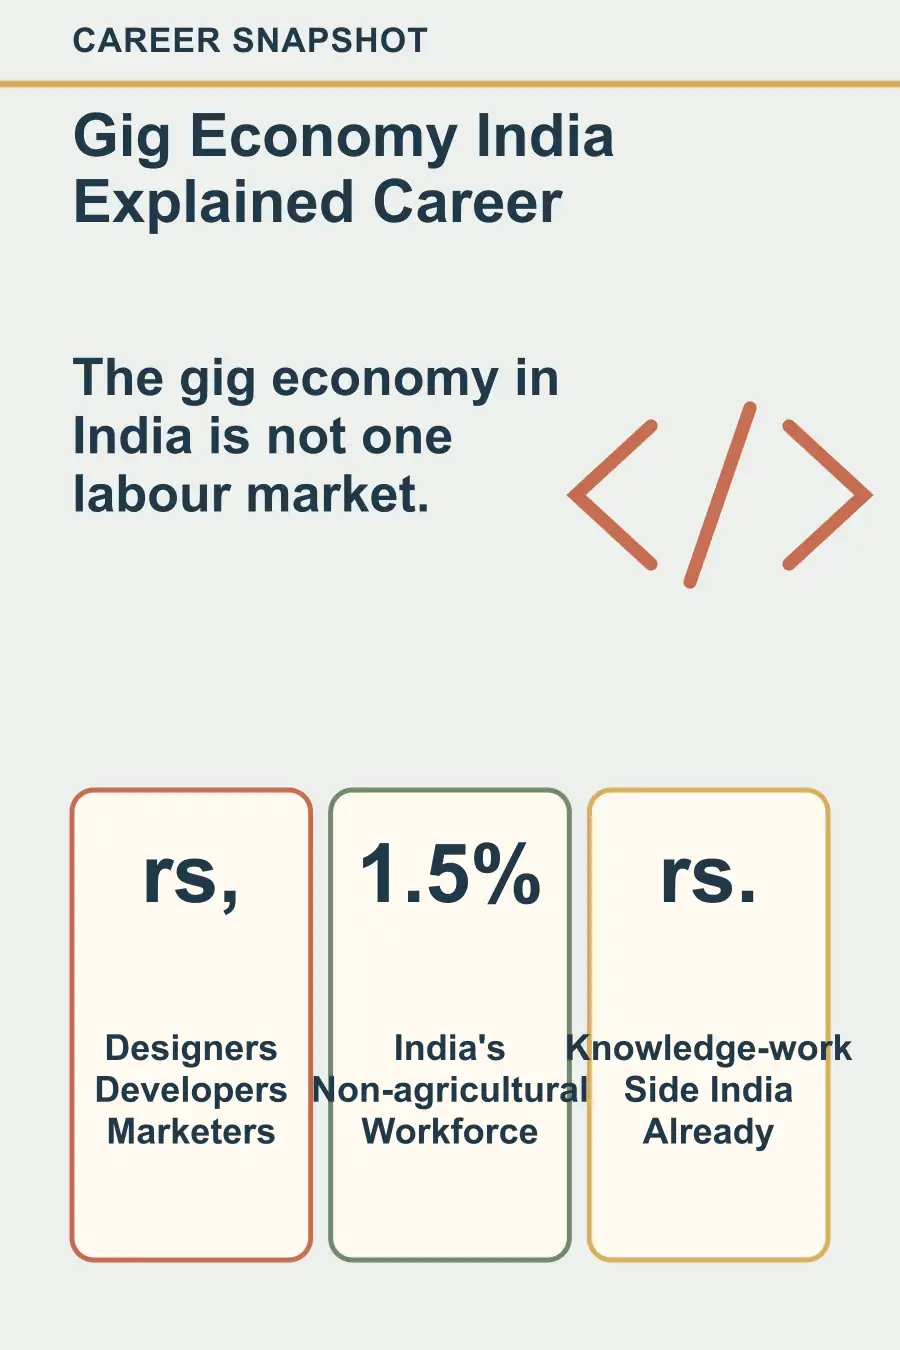 CAREER SNAPSHOT
Gig Economy India
Explained Career
The gig economy in
India is not one
labour market.
rs,
Designers
Developers
Marketers
1.5%
India's
Non-agricultural
Workforce
rs.
Knowledge-work
Side India
Already